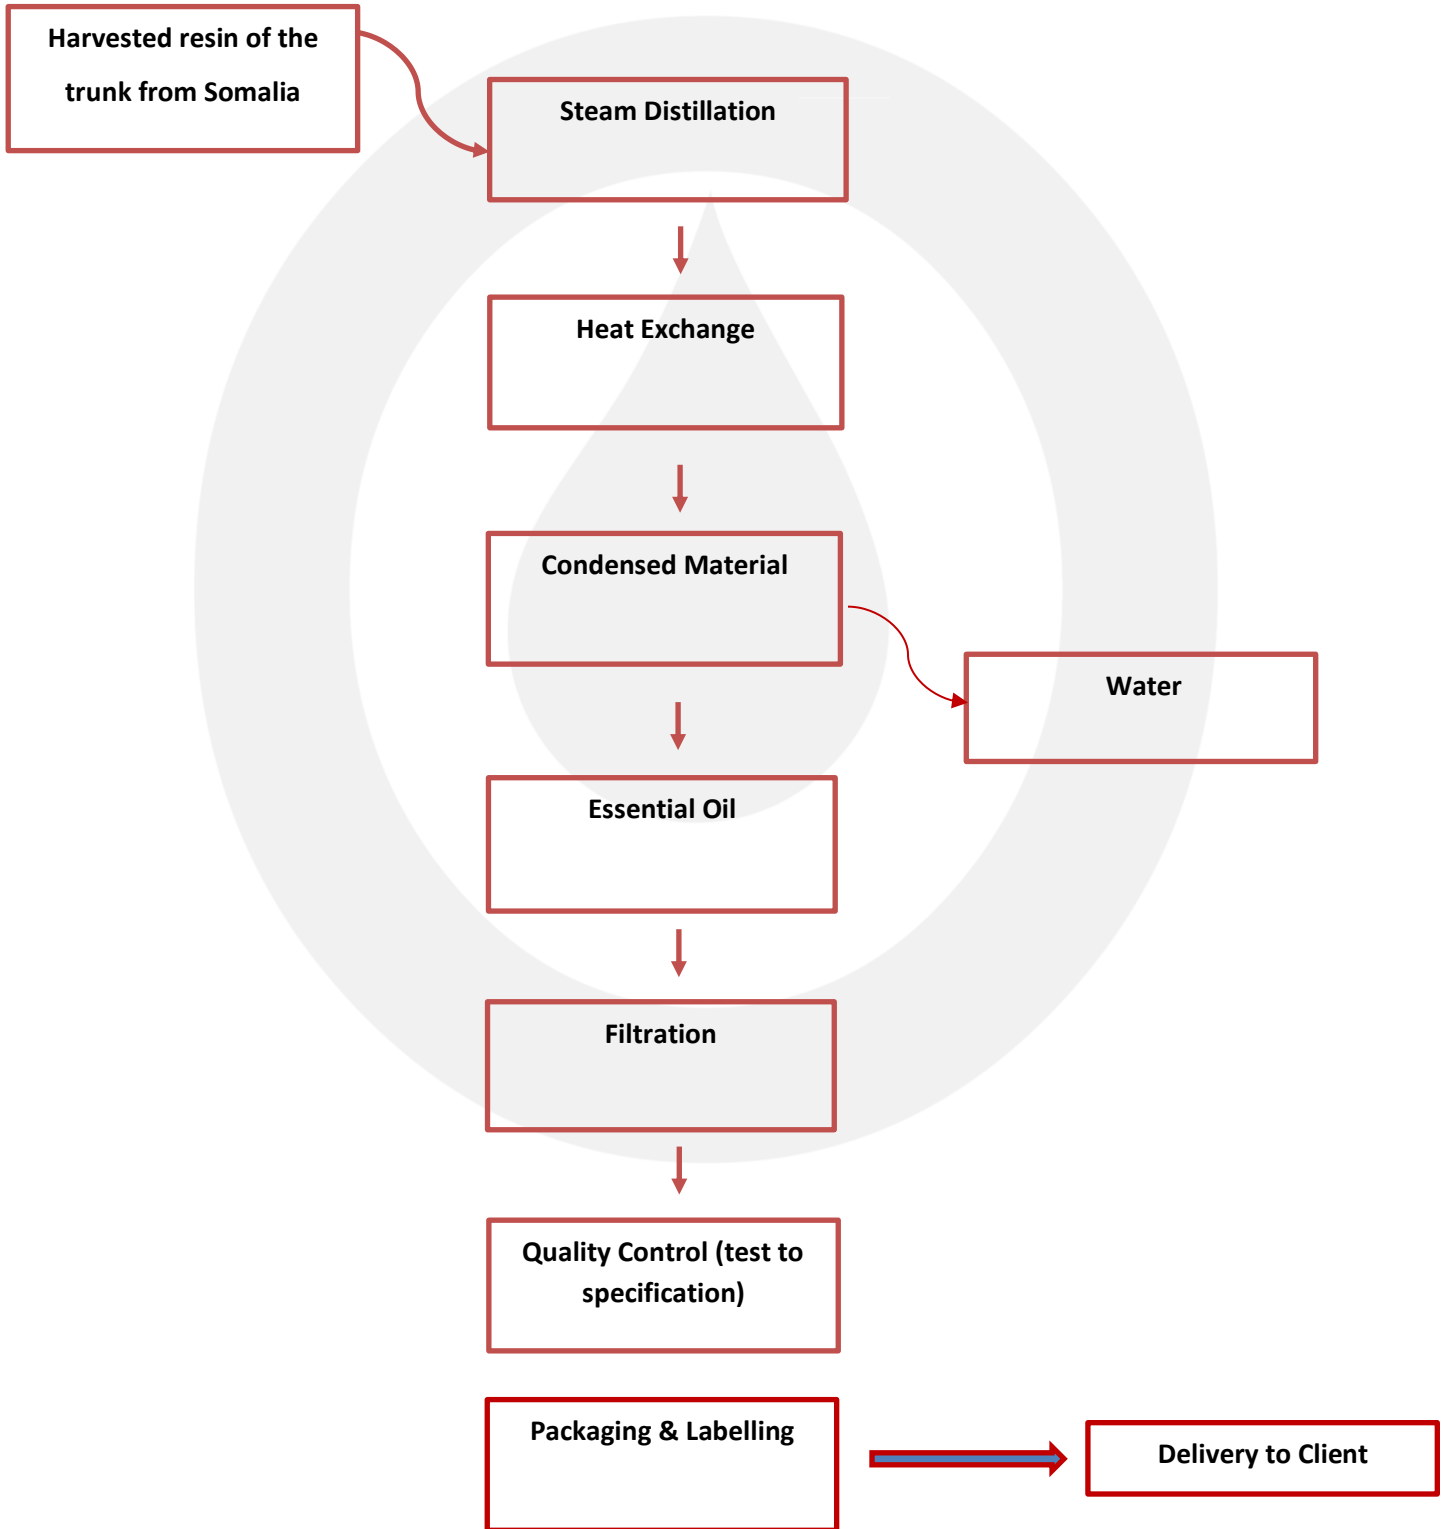 Harvested resin of the
trunk from Somalia
Steam Distillation
Heat Exchange
Condensed Material
Water
Essential Oil
Filtration
Quality Control (test to
specification)
Packaging & Labelling
Delivery to Client